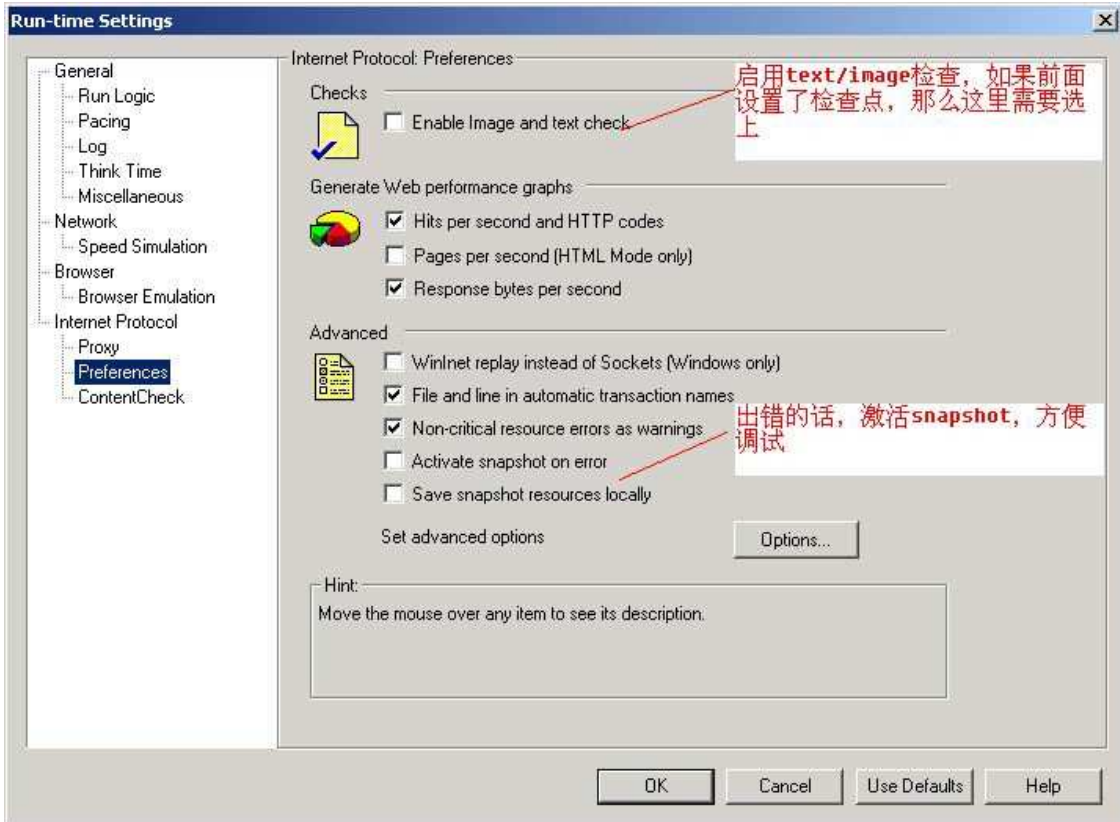 Run-time Settings
General
Run Logic
Pacing
Log
Think Time
Miscellaneous
Network
Speed Simulation
Browser
Browser Emulation
Internet Protocol
Proxy
Preferences
ContentCheck
Internet Protocol: Preferences
Checks
Enable Image and text check
启用text/image检查，如果前面
设置了检查点，那么这里需要选
上
Generate Web performance graphs
Hits per second and HTTP codes
Pages per second (HTML Mode only)
Response bytes per second
Advanced
WinInet replay instead of Sockets (Windows only)
File and line in automatic transaction names
Non-critical resource errors as warnings
Activate snapshot on error
Save snapshot resources locally
出错的话，激活snapshot，方便
调试
Set advanced options
Options...
Hint:
Move the mouse over any item to see its description.
OK
Cancel
Use Defaults
Help